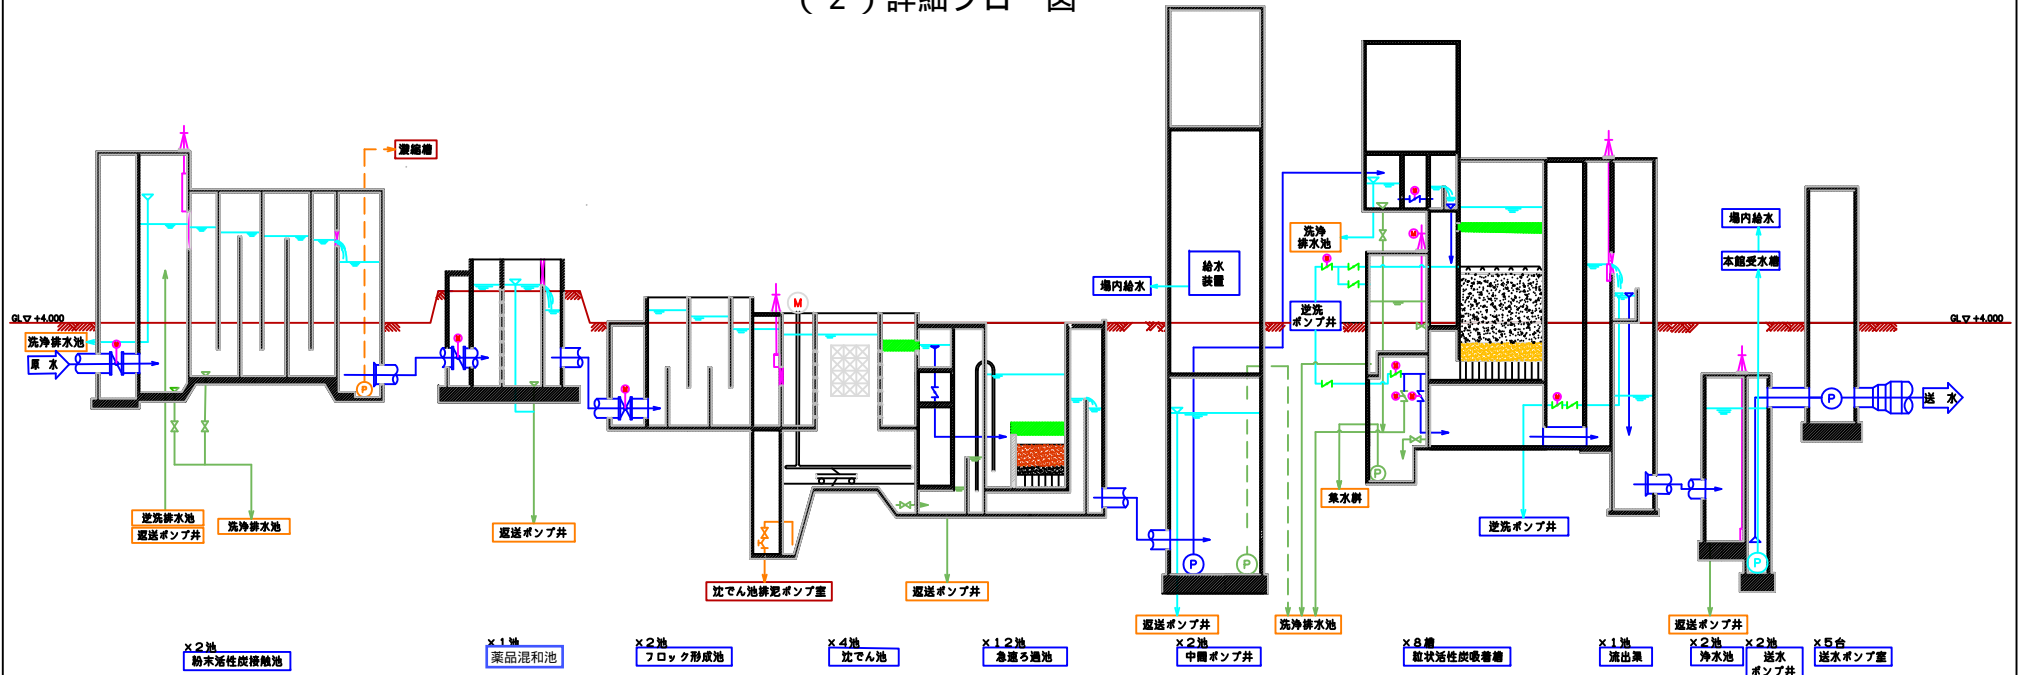 (２)詳細フロー図
濃縮槽
GL▽+4.000
洗浄排水池
原 水
逆洗排水池
返送ポンプ井
洗浄排水池
返送ポンプ井
M
沈でん池排泥ポンプ室
返送ポンプ井
場内給水
給水
装置
洗浄
排水池
逆洗
ポンプ井
集水桝
逆洗ポンプ井
返送ポンプ井
洗浄排水池
場内給水
本館受水槽
GL▽+4.000
送 水
返送ポンプ井
P
P
P
P
P
P
×2池
粉末活性炭接触池
×1池
薬品混和池
×2池
フロック形成池
×4池
沈でん池
×12池
急速ろ過池
×2池
中間ポンプ井
×8槽
粒状活性炭吸着槽
×1池
流出渠
×2池
浄水池
×2池
送水
ポンプ井
×5台
送水ポンプ室